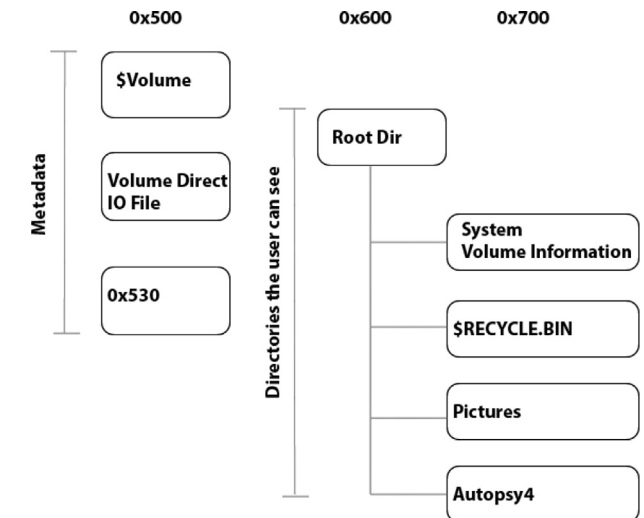 0x500
0x600
0x700
Metadata
$Volume
Volume Direct
IO File
0x530
Directories the user can see
Root Dir
System
Volume Information
$RECYCLE.BIN
Pictures
Autopsy4